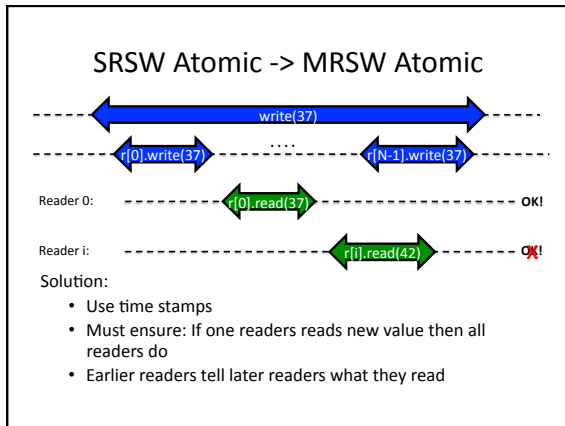 SRSW Atomic -> MRSW Atomic
write(37)
r[0].write(37) .... r[N-1].write(37)
Reader 0: r[0].read(37) OK!
Reader i: r[i].read(42) OK! X
Solution:
• Use time stamps
• Must ensure: If one readers reads new value then all
readers do
• Earlier readers tell later readers what they read